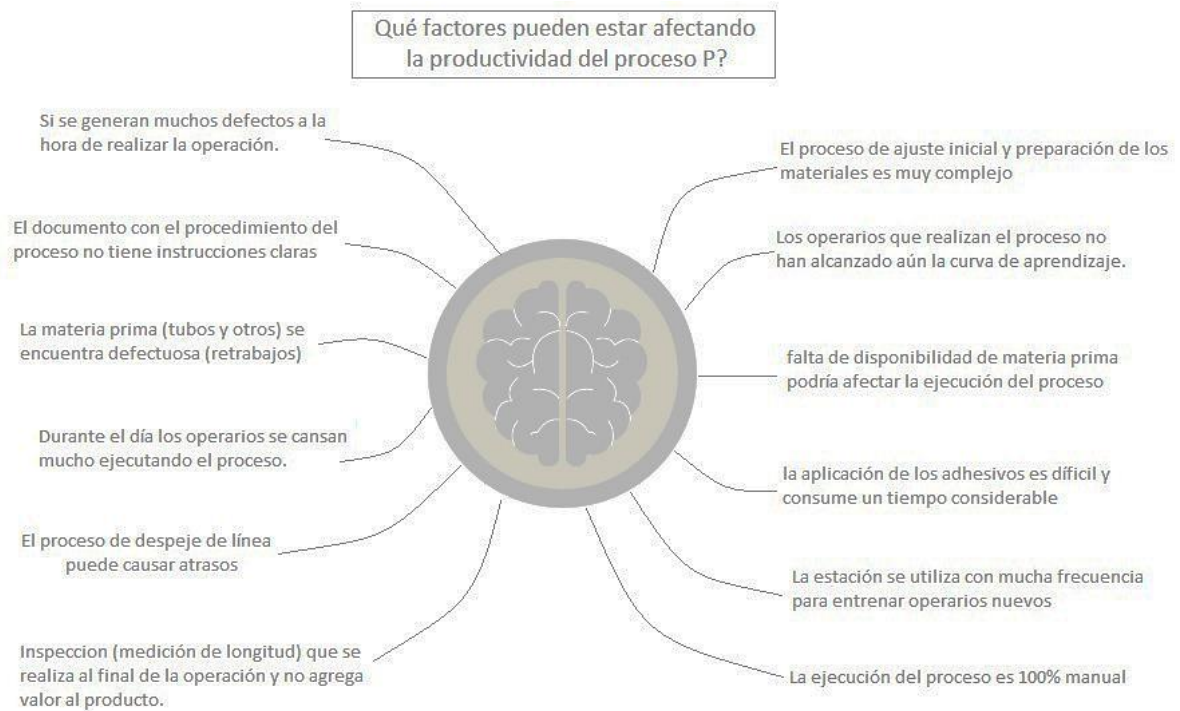 Qué factores pueden estar afectando
la productividad del proceso P?
Si se generan muchos defectos a la
hora de realizar la operación.
El documento con el procedimiento del
proceso no tiene instrucciones claras
La materia prima (tubos y otros) se
encuentra defectuosa (retrabajos)
Durante el día los operarios se cansan
mucho ejecutando el proceso.
El proceso de despeje de línea
puede causar atrasos
Inspeccion (medición de longitud) que se
realiza al final de la operación y no agrega
valor al producto.
El proceso de ajuste inicial y preparación de los
materiales es muy complejo
Los operarios que realizan el proceso no
han alcanzado aún la curva de aprendizaje.
falta de disponibilidad de materia prima
podría afectar la ejecución del proceso
la aplicación de los adhesivos es díficil y
consume un tiempo considerable
La estación se utiliza con mucha frecuencia
para entrenar operarios nuevos
La ejecución del proceso es 100% manual